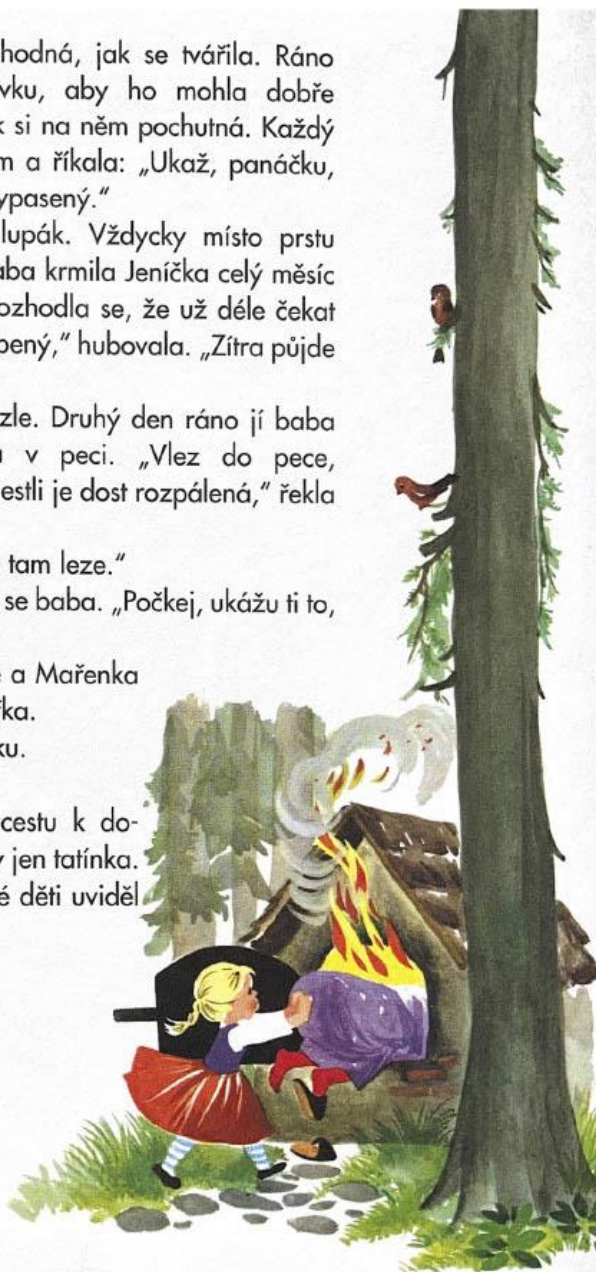 hodná, jak se tvářila. Ráno
vku, aby ho mohla dobře
k si na něm pochutná. Každý
m a říkala: „Ukaž, panáčku,
ypasený.“
lupák. Vždycky místo prstu
aba krmila Jeníčka celý měsíc
ozhodla se, že už déle čekat
bený,“ hubovala. „Zítra půjde
zle. Druhý den ráno jí baba
v peci. „Vlez do pece,
estli je dost rozpálená,“ řekla
tam leze.“
se baba. „Počkej, ukážu ti to,
a Mařenka
ka.
ku.
cestu k do-
jen tatínka.
é děti uviděl